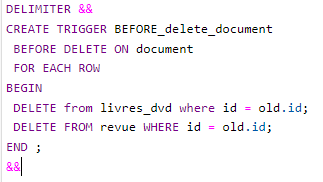 DELIMITER &&
CREATE TRIGGER BEFORE_delete_document
BEFORE DELETE ON document
FOR EACH ROW
BEGIN
DELETE from livres_dvd where id = old.id;
DELETE FROM revue WHERE id = old.id;
END ;
&&